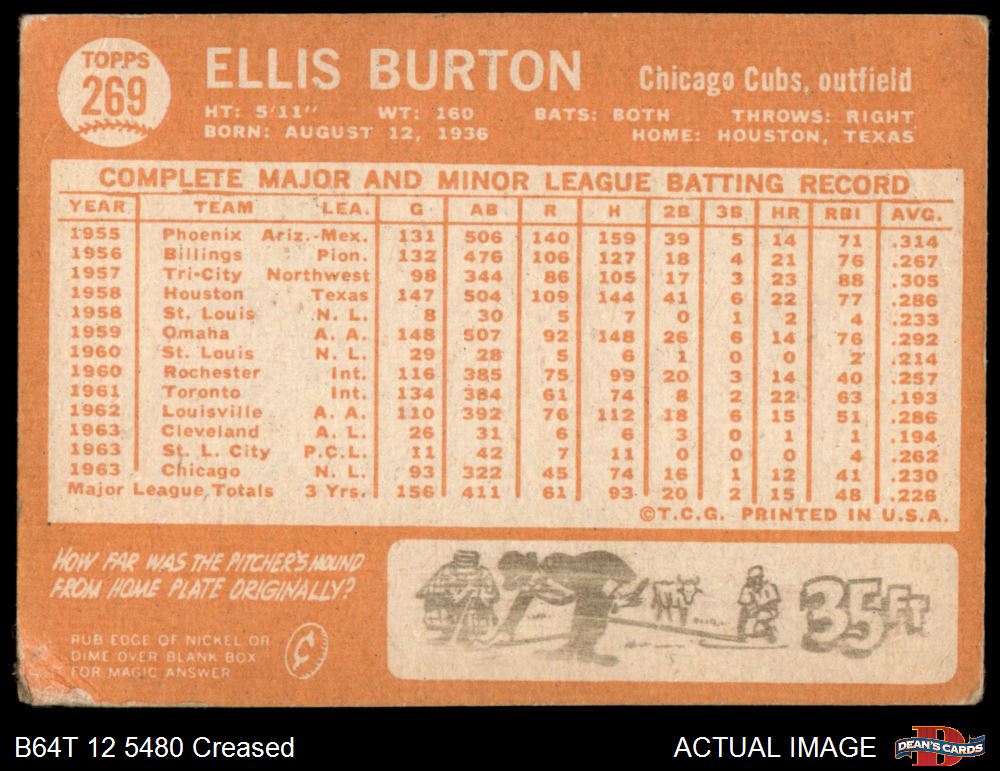 TOPPS
269
ELLIS BURTON
Chicago Cubs, outfield
HT: 5'11" WT: 160 BATS: BOTH THROWS: RIGHT
BORN: AUGUST 12, 1936 HOME: HOUSTON, TEXAS
COMPLETE MAJOR AND MINOR LEAGUE BATTING RECORD
YEAR TEAM LEA. G AB R H 2B 3B HR RBI AVG.
1955 Phoenix Ariz.-Mex. 131 506 140 159 39 5 14 71 .314
1956 Billings Pion. 132 476 106 127 18 4 21 76 .267
1957 Tri-City Northwest 98 344 86 105 17 3 23 88 .305
1958 Houston Texas 147 504 109 144 41 6 22 77 .286
1958 St. Louis N. L. 8 30 5 7 0 1 2 4 .233
1959 Omaha A. A. 148 507 92 148 26 6 14 76 .292
1960 St. Louis N. L. 29 28 5 6 1 0 0 2 .214
1960 Rochester Int. 116 385 75 99 20 3 14 40 .257
1961 Toronto Int. 134 384 61 74 8 2 22 63 .193
1962 Louisville A. A. 110 392 76 112 18 6 15 51 .286
1963 Cleveland A. L. 26 31 6 6 3 0 1 1 .194
1963 St. L. City P.C.L. 11 42 7 11 0 0 0 4 .262
1963 Chicago N. L. 93 322 45 74 16 1 12 41 .230
Major League Totals 3 Yrs. 156 411 61 93 20 2 15 48 .226
©T.C.G. PRINTED IN U.S.A.
HOW FAR WAS THE PITCHER'S MOUND
FROM HOME PLATE ORIGINALLY?
RUB EDGE OF NICKEL OR
DIME OVER BLANK BOX
FOR MAGIC ANSWER
35 FT
B64T 12 5480 Creased
ACTUAL IMAGE
DEAN'S CARDS